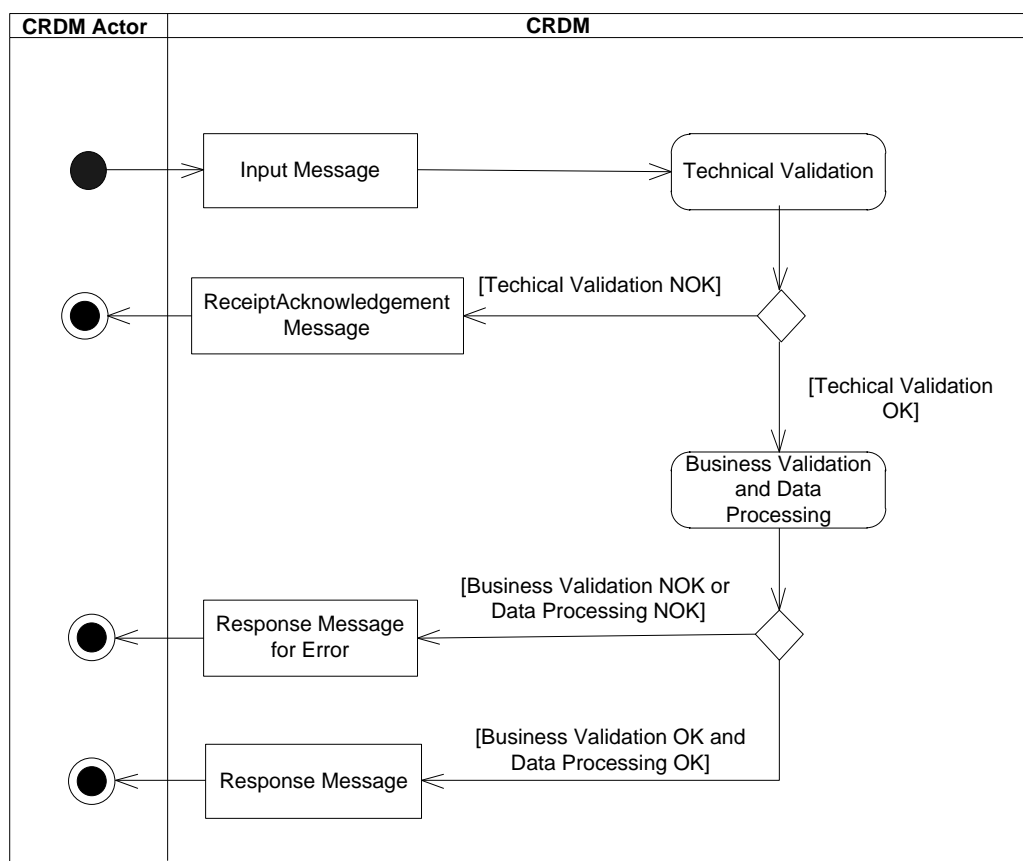 CRDM Actor
CRDM
Input Message
Technical Validation
[Techical Validation NOK]
ReceiptAcknowledgement
Message
[Techical Validation
OK]
Business Validation
and Data
Processing
[Business Validation NOK or
Data Processing NOK]
Response Message
for Error
[Business Validation OK and
Data Processing OK]
Response Message